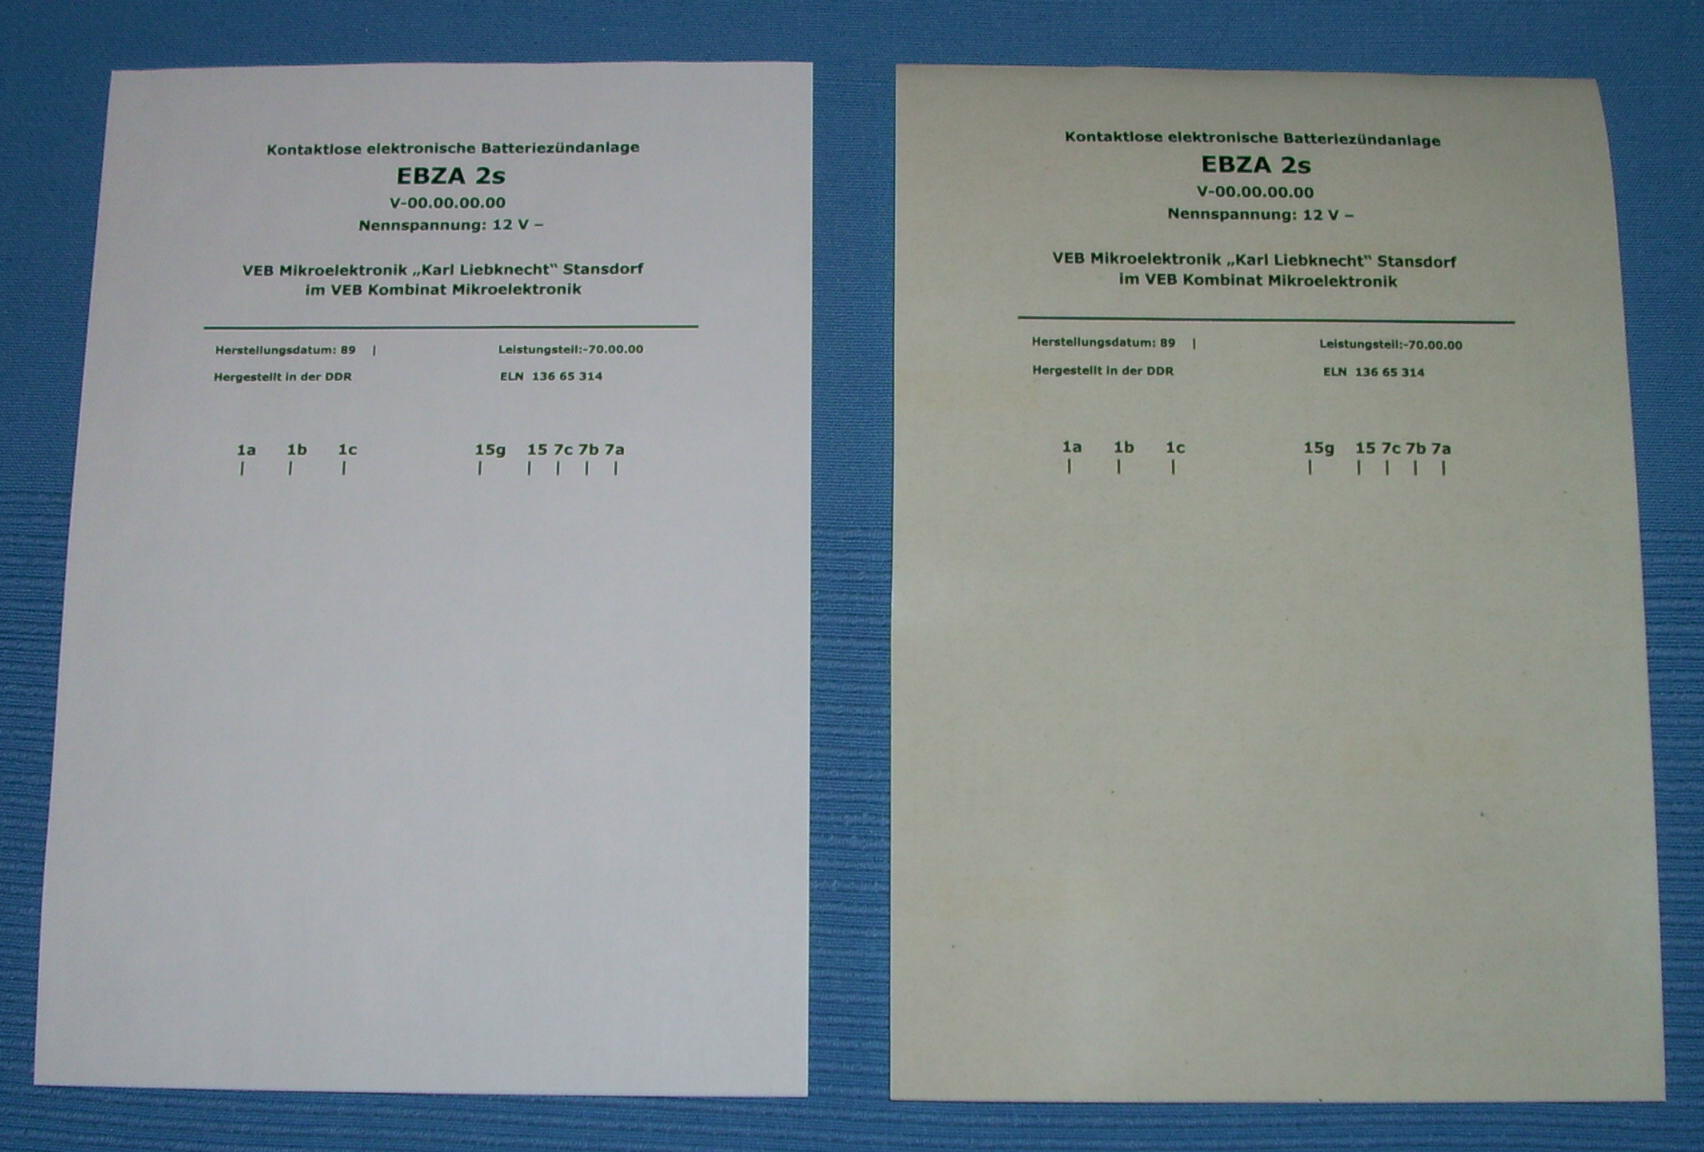 Kontaktlose elektronische Batteriezündanlage
EBZA 2s
V-00.00.00.00
Nennspannung: 12 V –
VEB Mikroelektronik „Karl Liebknecht“ Stansdorf
im VEB Kombinat Mikroelektronik
Herstellungsdatum: 89 | Leistungsteil:-70.00.00
Hergestellt in der DDR ELN 136 65 314
1a 1b 1c 15g 15 7c 7b 7a
Kontaktlose elektronische Batteriezündanlage
EBZA 2s
V-00.00.00.00
Nennspannung: 12 V –
VEB Mikroelektronik „Karl Liebknecht“ Stansdorf
im VEB Kombinat Mikroelektronik
Herstellungsdatum: 89 | Leistungsteil:-70.00.00
Hergestellt in der DDR ELN 136 65 314
1a 1b 1c 15g 15 7c 7b 7a